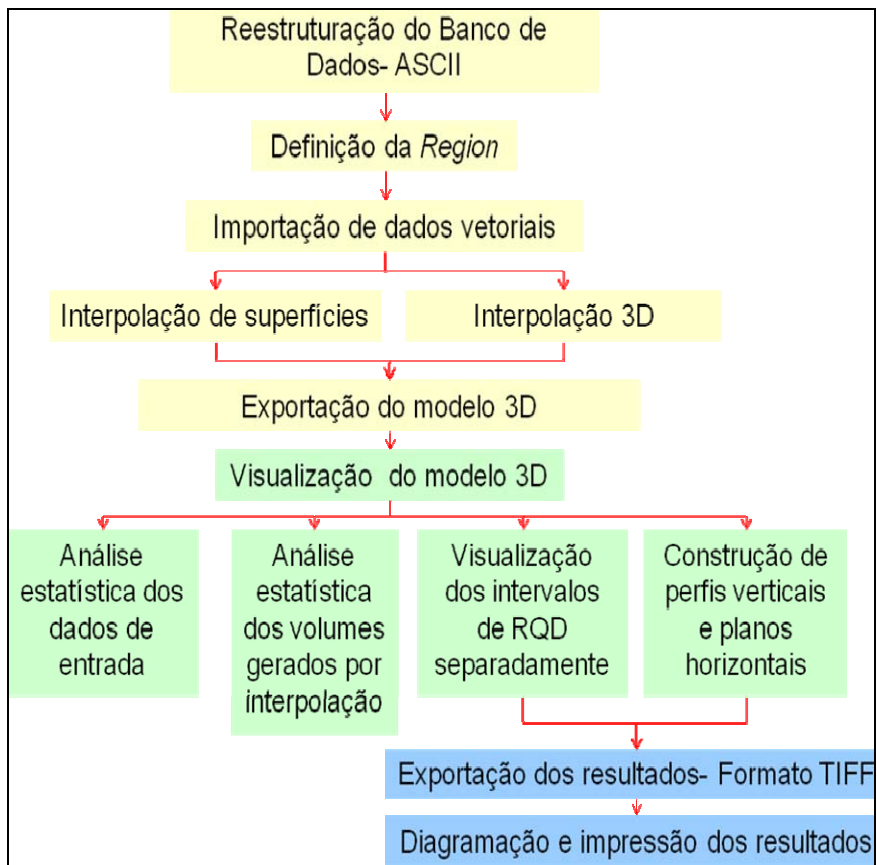 Reestruturação do Banco de
Dados- ASCII
Definição da Region
Importação de dados vetoriais
Interpolação de superfícies
Interpolação 3D
Exportação do modelo 3D
Visualização do modelo 3D
Análise
estatística dos
dados de
entrada
Análise
estatística
dos volumes
gerados por
interpolação
Visualização
dos intervalos
de RQD
separadamente
Construção de
perfis verticais
e planos
horizontais
Exportação dos resultados- Formato TIFF
Diagramação e impressão dos resultados